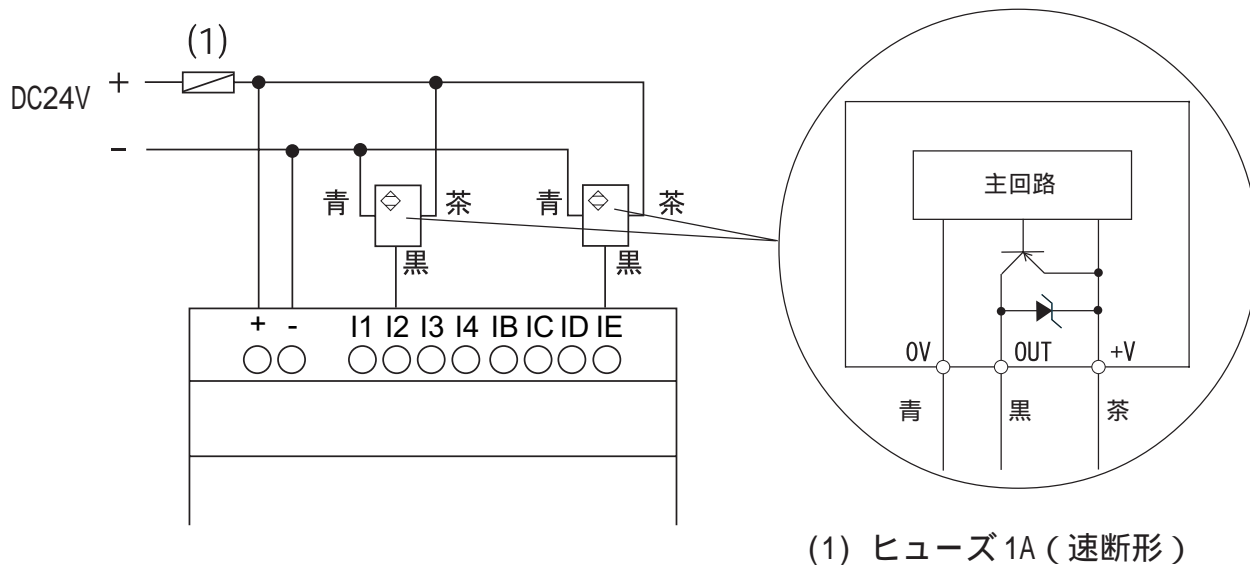 (1)
DC24V
+
-
青 茶 青 茶
黒 黒
+ - I1 I2 I3 I4 IB IC ID IE
主回路
0V OUT +V
青 黒 茶
(1) ヒューズ 1A（速断形）